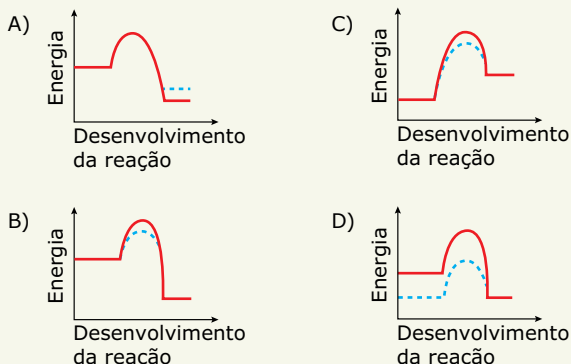 A)
Energia
Desenvolvimento
da reação
B)
Energia
Desenvolvimento
da reação
C)
Energia
Desenvolvimento
da reação
D)
Energia
Desenvolvimento
da reação